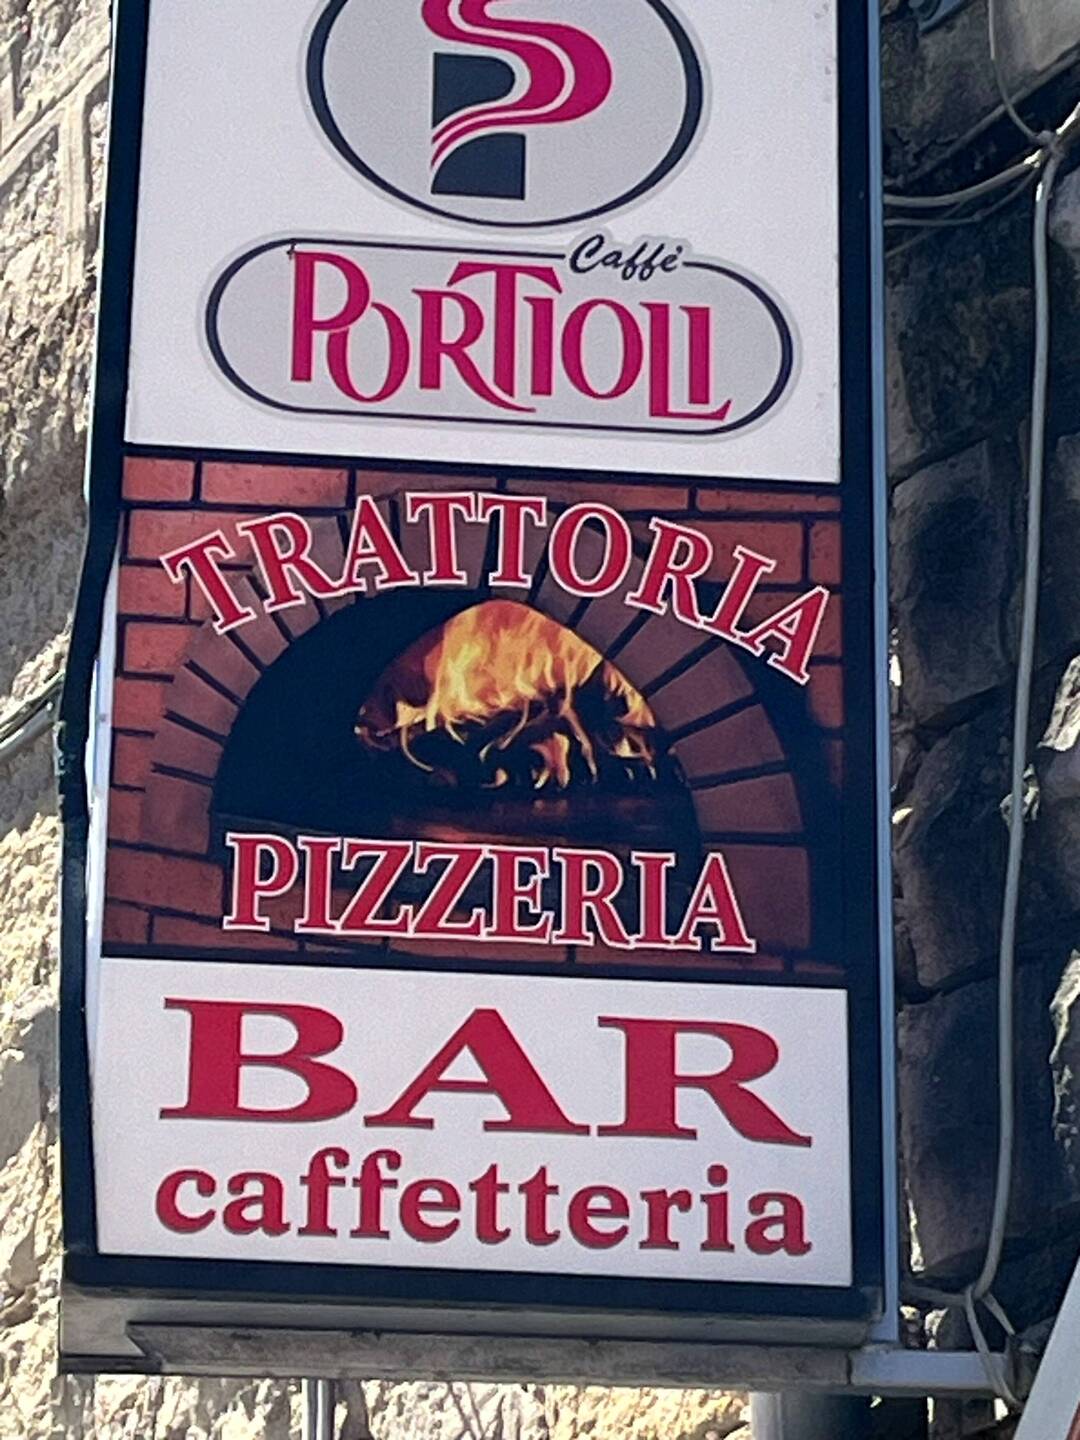 Caffè
PORTIOLI
TRATTORIA
PIZZERIA
BAR
caffetteria